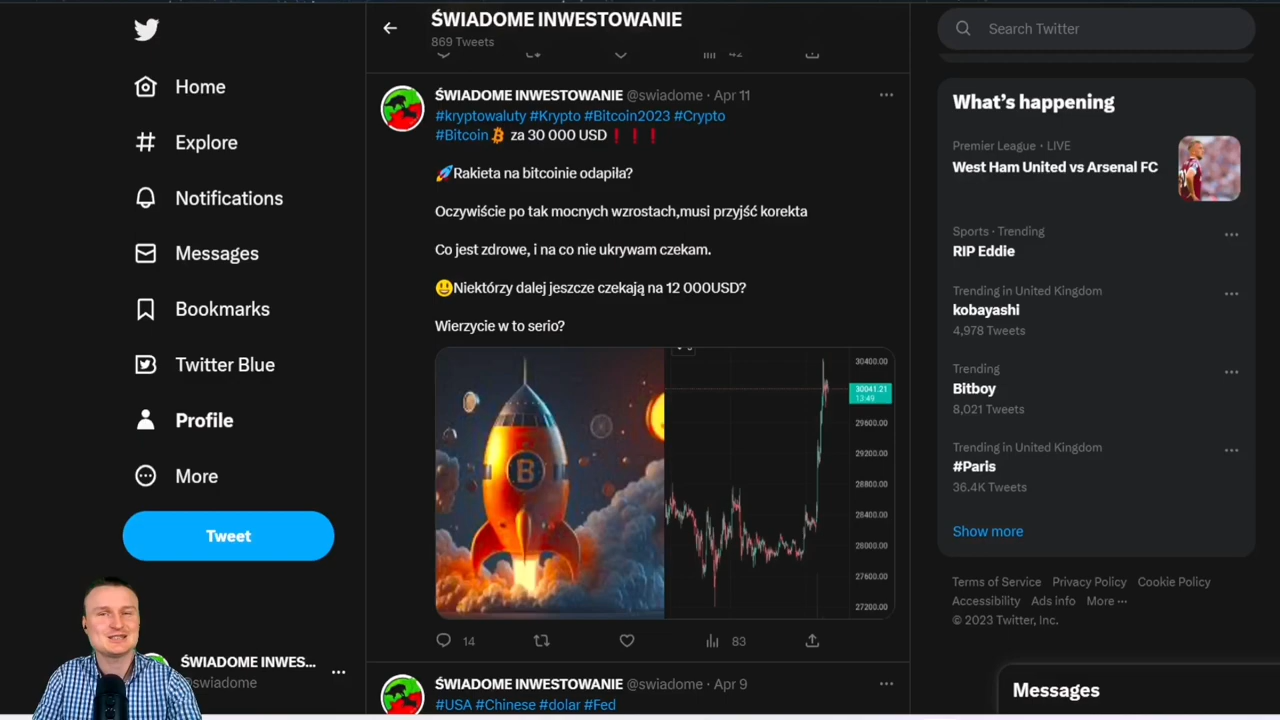 ŚWIADOME INWESTOWANIE
869 Tweets
42
Home
Explore
Notifications
Messages
Bookmarks
Twitter Blue
Profile
More
Tweet
ŚWIADOME INWES...
@swiadome
ŚWIADOME INWESTOWANIE @swiadome · Apr 11
#kryptowaluty #Krypto #Bitcoin2023 #Crypto
#Bitcoin za 30 000 USD❗❗❗
🚀Rakieta na bitcoinie odapiła?
Oczywiście po tak mocnych wzrostach,musi przyjść korekta
Co jest zdrowe, i na co nie ukrywam czekam.
😃Niektórzy dalej jeszcze czekają na 12 000USD?
Wierzycie w to serio?
B
30400.00
30041.21
13:49
29600.00
29200.00
28800.00
28400.00
28000.00
27600.00
27200.00
14
83
ŚWIADOME INWESTOWANIE @swiadome · Apr 9
#USA #Chinese #dolar #Fed
Search Twitter
What's happening
Premier League · LIVE
West Ham United vs Arsenal FC
Sports · Trending
RIP Eddie
Trending in United Kingdom
kobayashi
4,978 Tweets
Trending
Bitboy
8,021 Tweets
Trending in United Kingdom
#Paris
36.4K Tweets
Show more
Terms of Service Privacy Policy Cookie Policy
Accessibility Ads info More ···
© 2023 Twitter, Inc.
Messages